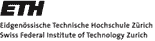 ETH
Eidgenössische Technische Hochschule Zürich
Swiss Federal Institute of Technology Zurich